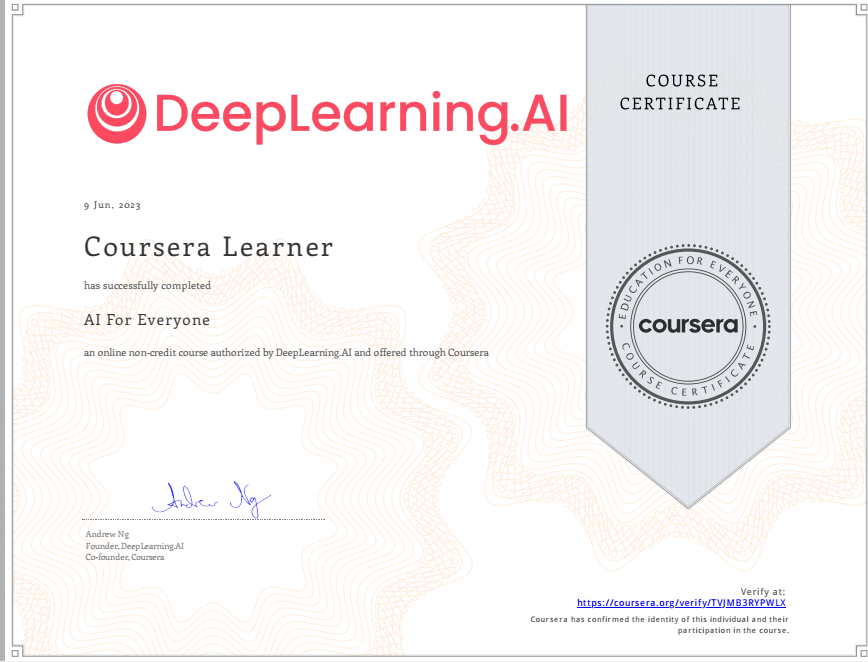 DeepLearning.AI
COURSE
CERTIFICATE
9 Jun, 2023
Coursera Learner
has successfully completed
AI For Everyone
an online non-credit course authorized by DeepLearning.AI and offered through Coursera
EDUCATION FOR EVERYONE
coursera
COURSE CERTIFICATE
Andrew Ng
Andrew Ng
Founder, DeepLearning.AI
Co-founder, Coursera
Verify at:
https://coursera.org/verify/TVJMB3RYPWLX
Coursera has confirmed the identity of this individual and their
participation in the course.